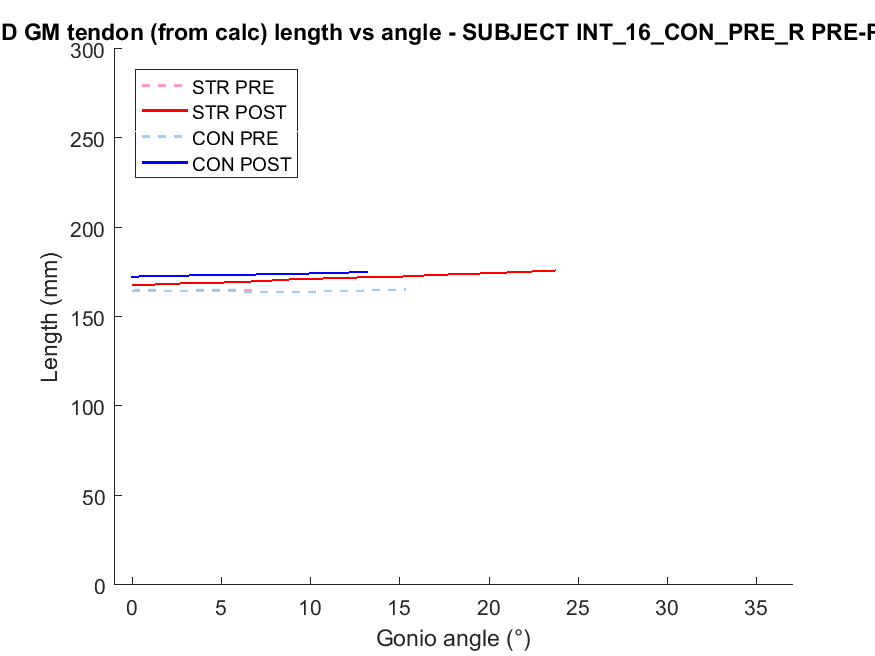 D GM tendon (from calc) length vs angle - SUBJECT INT_16_CON_PRE_R PRE-
300
250
200
150
100
50
0
Length (mm)
STR PRE
STR POST
CON PRE
CON POST
0 5 10 15 20 25 30 35
Gonio angle (°)